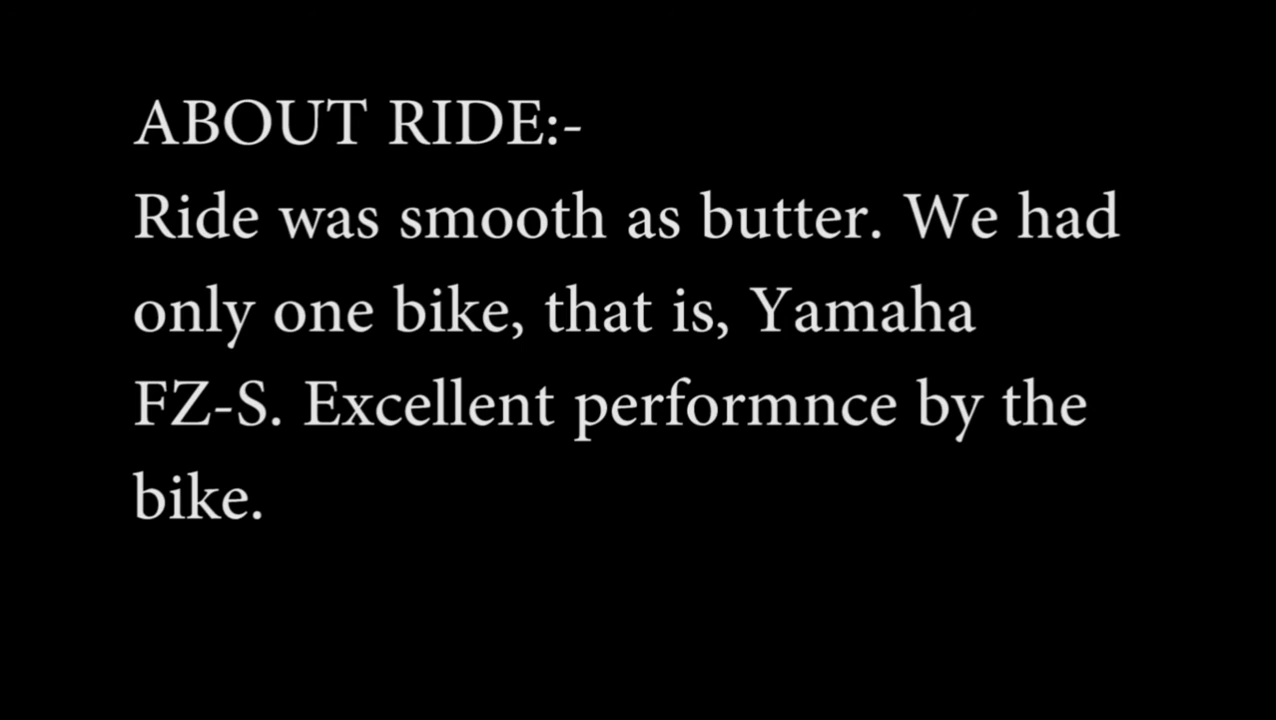 ABOUT RIDE:-
Ride was smooth as butter. We had
only one bike, that is, Yamaha
FZ-S. Excellent performnce by the
bike.